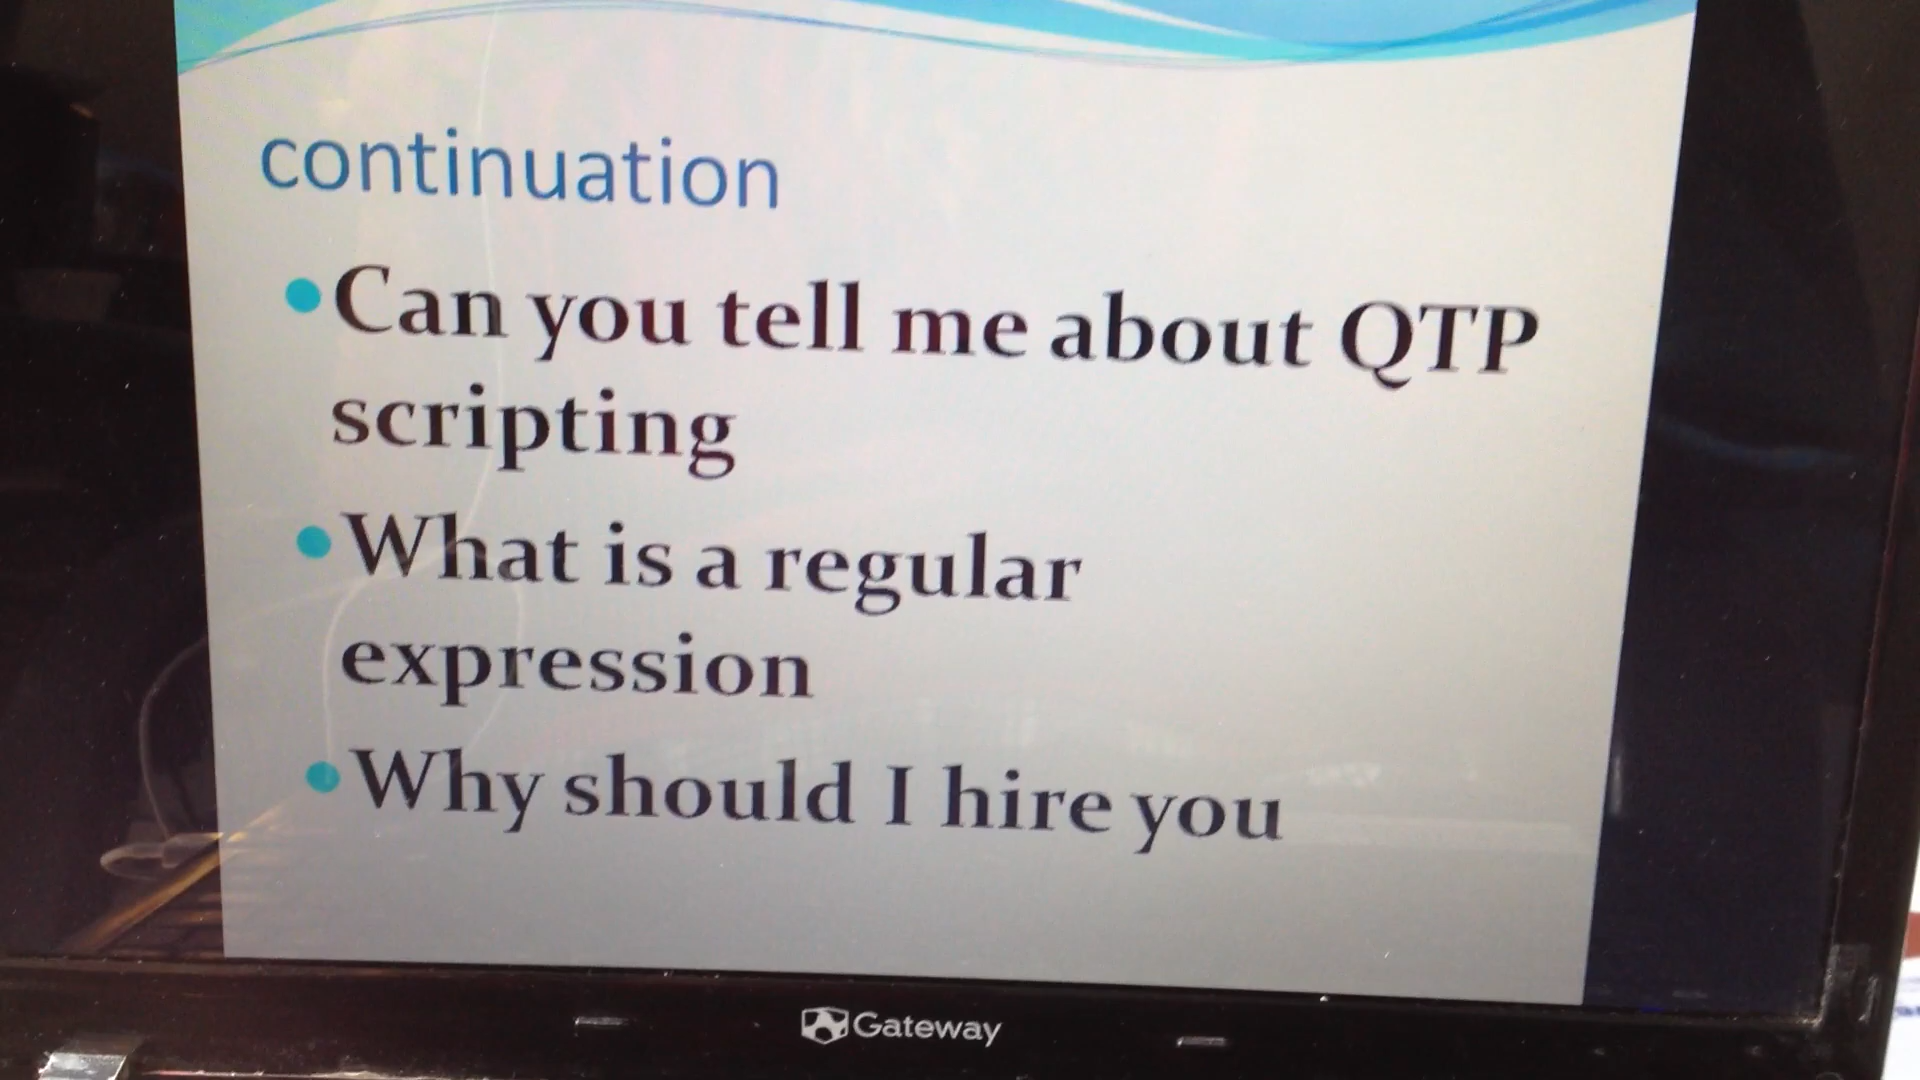 continuation
•Can you tell me about QTP
scripting
•What is a regular
expression
•Why should I hire you
Gateway